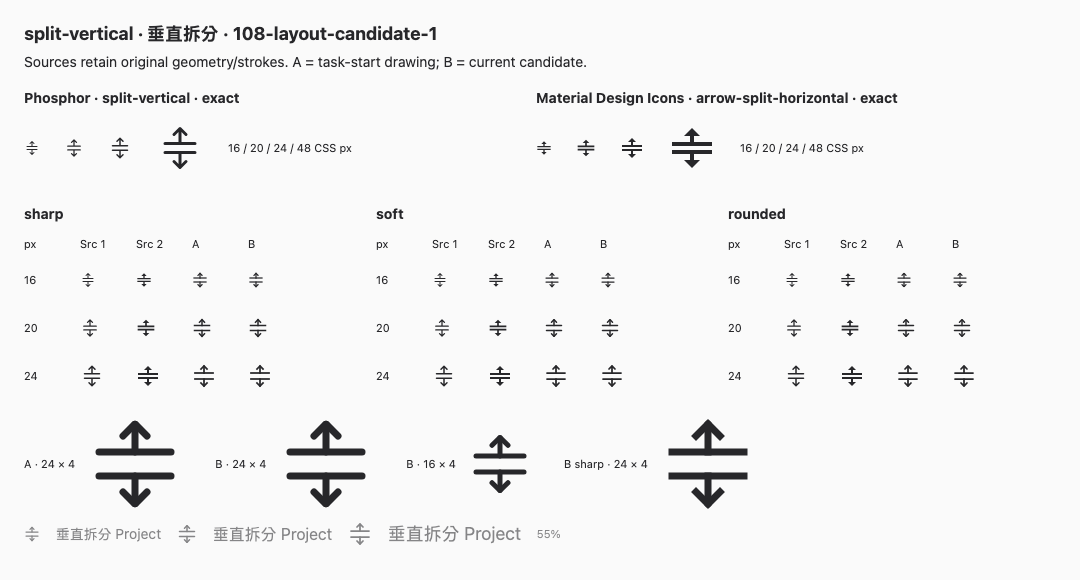 split-vertical · 垂直拆分 · 108-layout-candidate-1
Sources retain original geometry/strokes. A = task-start drawing; B = current candidate.
Phosphor · split-vertical · exact
Material Design Icons · arrow-split-horizontal · exact
16 / 20 / 24 / 48 CSS px
16 / 20 / 24 / 48 CSS px
sharp
soft
rounded
px Src 1 Src 2 A B
px Src 1 Src 2 A B
px Src 1 Src 2 A B
16
16
16
20
20
20
24
24
24
A · 24 × 4
B · 24 × 4
B · 16 × 4
B sharp · 24 × 4
垂直拆分 Project
垂直拆分 Project
垂直拆分 Project
55%